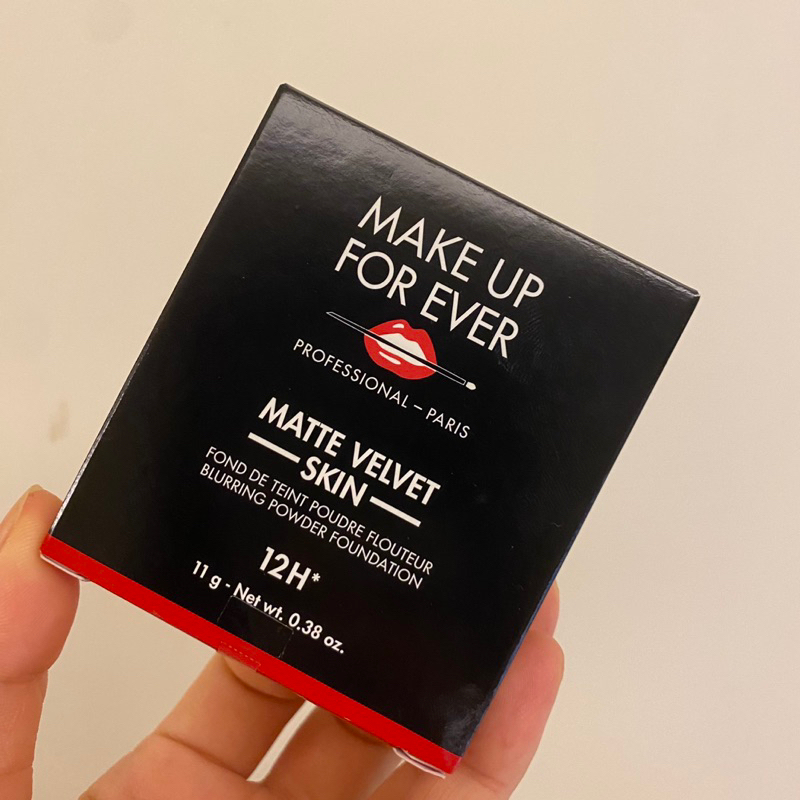 MAKE UP
FOR EVER
PROFESSIONAL – PARIS
MATTE VELVET
SKIN
FOND DE TEINT POUDRE FLOUTEUR
BLURRING POWDER FOUNDATION
12H*
11 g - Net wt. 0.38 oz.